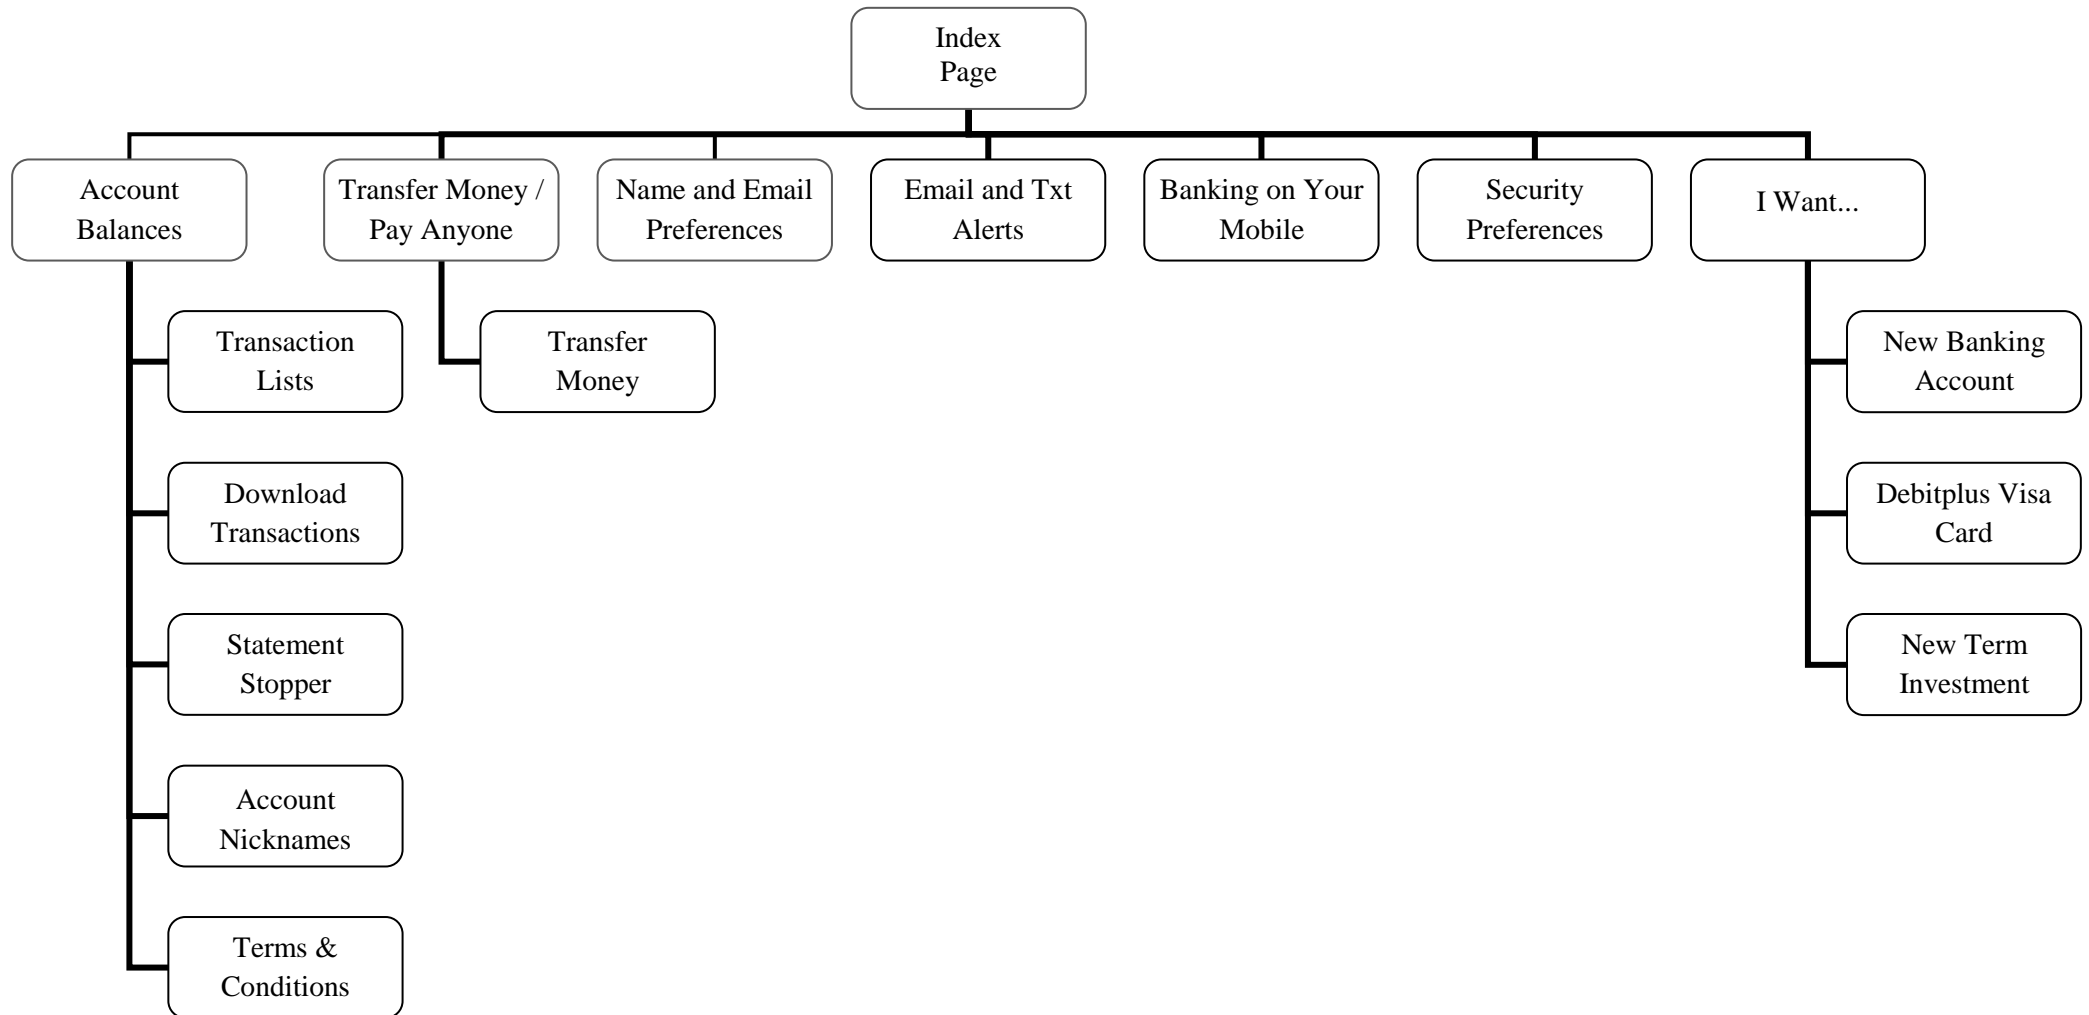 Index
Page
Account
Balances
Transfer Money /
Pay Anyone
Name and Email
Preferences
Email and Txt
Alerts
Banking on Your
Mobile
Security
Preferences
I Want...
Transaction
Lists
Download
Transactions
Statement
Stopper
Account
Nicknames
Terms &
Conditions
Transfer
Money
New Banking
Account
Debitplus Visa
Card
New Term
Investment